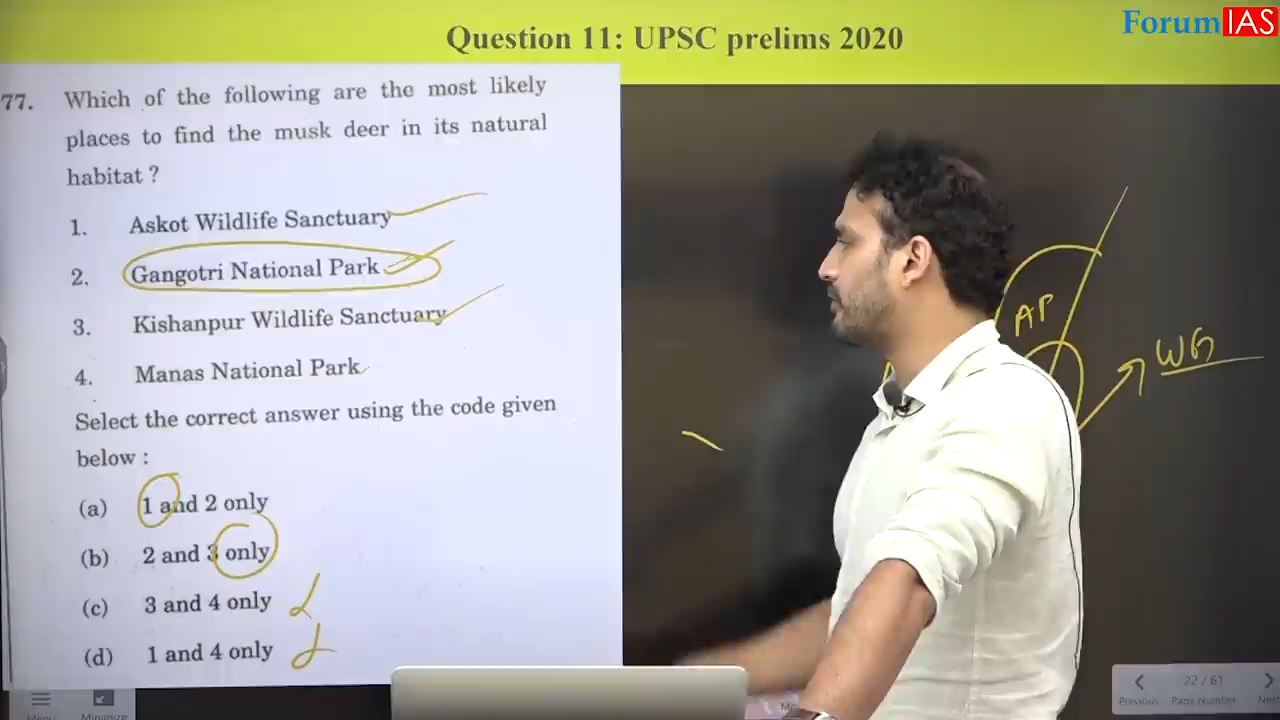 Question 11: UPSC prelims 2020
ForumIAS
77. Which of the following are the most likely
places to find the musk deer in its natural
habitat ?
1. Askot Wildlife Sanctuary
2. Gangotri National Park
3. Kishanpur Wildlife Sanctuary
4. Manas National Park
Select the correct answer using the code given
below :
(a) 1 and 2 only
(b) 2 and 3 only
(c) 3 and 4 only
(d) 1 and 4 only
AP
WG
22 / 61
Previous Page Number Next
Menu Minimize